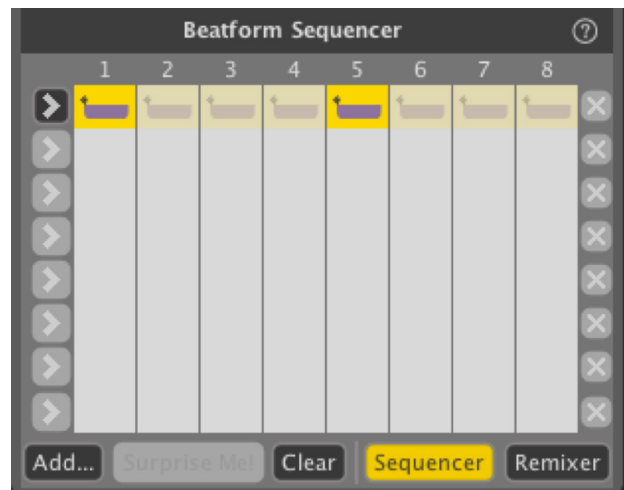 Beatform Sequencer ?
1 2 3 4 5 6 7 8
Add... Surprise Me! Clear Sequencer Remixer